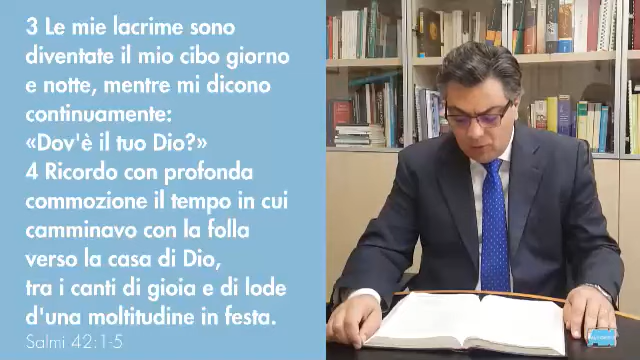 3 Le mie lacrime sono
diventate il mio cibo giorno
e notte, mentre mi dicono
continuamente:
«Dov'è il tuo Dio?»
4 Ricordo con profonda
commozione il tempo in cui
camminavo con la folla
verso la casa di Dio,
tra i canti di gioia e di lode
d'una moltitudine in festa.
Salmi 42:1-5